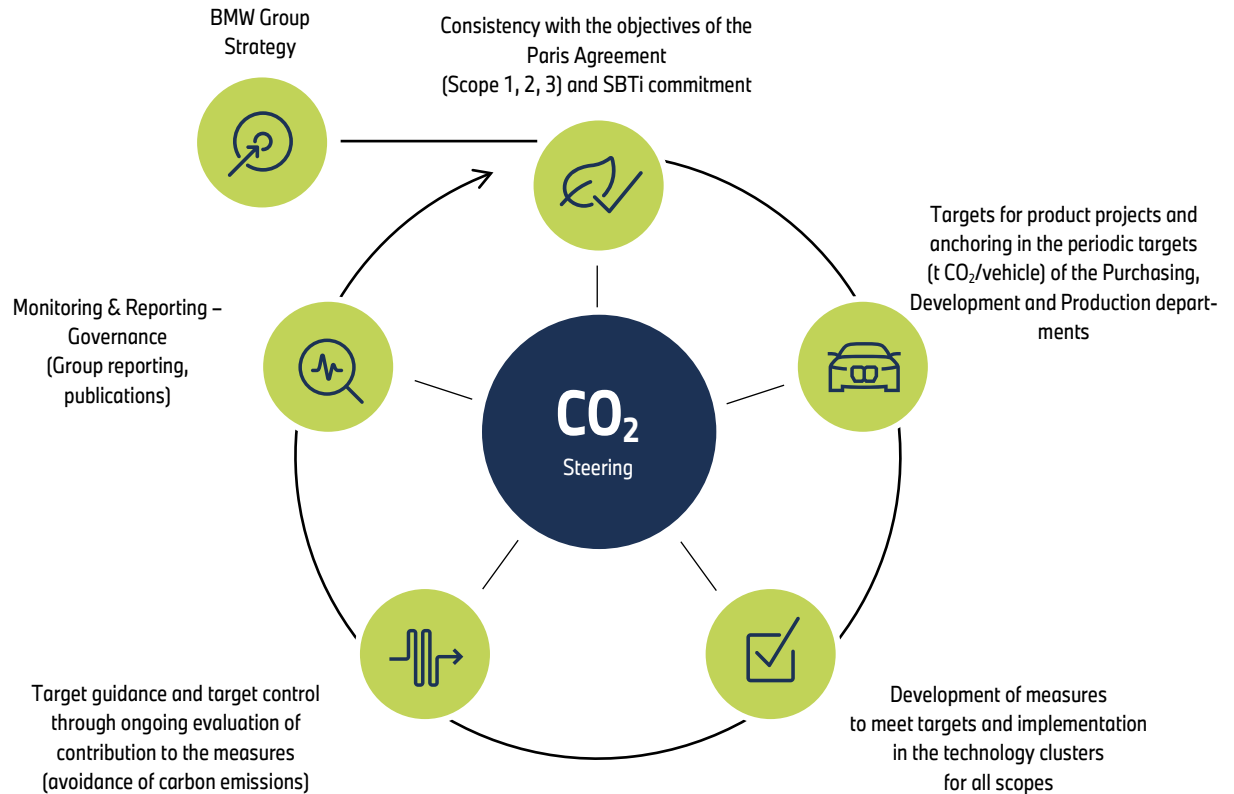 BMW Group
Strategy
Consistency with the objectives of the
Paris Agreement
(Scope 1, 2, 3) and SBTi commitment
Targets for product projects and
anchoring in the periodic targets
(t CO₂/vehicle) of the Purchasing,
Development and Production depart-
ments
Monitoring & Reporting –
Governance
(Group reporting,
publications)
CO₂
Steering
Target guidance and target control
through ongoing evaluation of
contribution to the measures
(avoidance of carbon emissions)
Development of measures
to meet targets and implementation
in the technology clusters
for all scopes